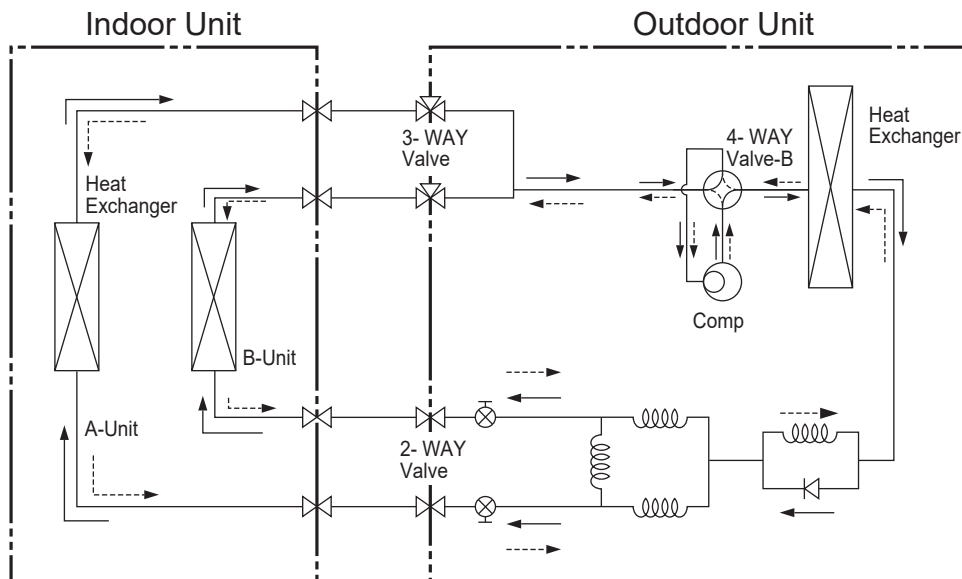 Indoor Unit
Outdoor Unit
3- WAY
Valve
4- WAY
Valve-B
Heat
Exchanger
Heat
Exchanger
Comp
B-Unit
A-Unit
2- WAY
Valve